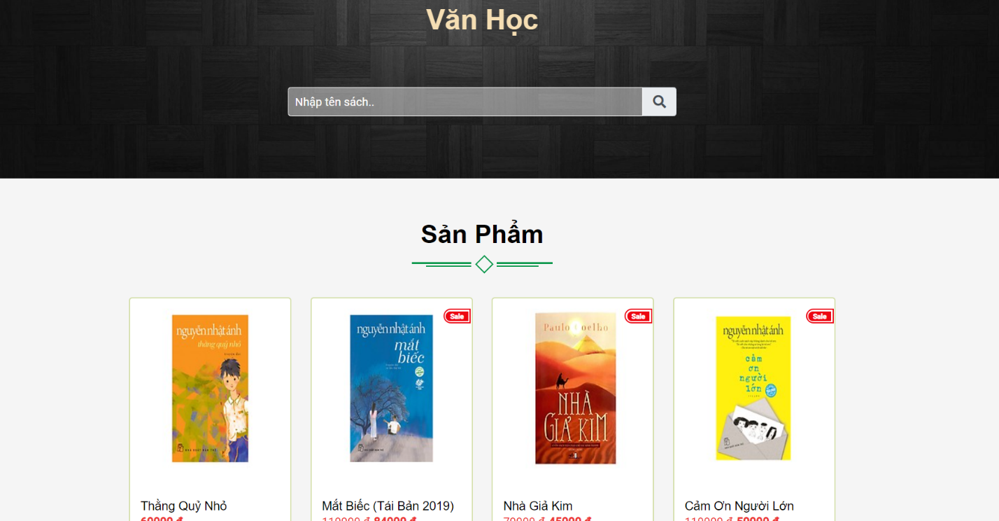 Văn Học
Nhập tên sách..
Sản Phẩm
nguyễn nhật ánh
thằng quỷ nhỏ
truyện dài
Sale
nguyễn nhật ánh
mắt
biếc
Sale
Paulo Coelho
NHÀ
GIẢ KIM
Sale
nguyễn nhật ánh
cảm
ơn
người
lớn
Thằng Quỷ Nhỏ
60000 đ
Mắt Biếc (Tái Bản 2019)
110000 đ 84000 đ
Nhà Giả Kim
79000 đ 45000 đ
Cảm Ơn Người Lớn
110000 đ 50000 đ